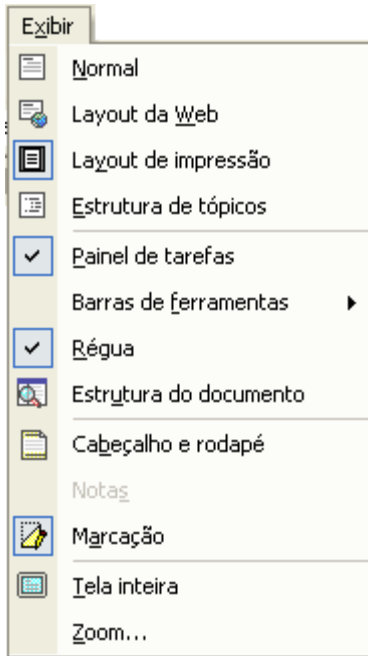 Exibir
Normal
Layout da Web
Layout de impressão
Estrutura de tópicos
Painel de tarefas
Barras de ferramentas
Régua
Estrutura do documento
Cabeçalho e rodapé
Notas
Marcação
Tela inteira
Zoom...